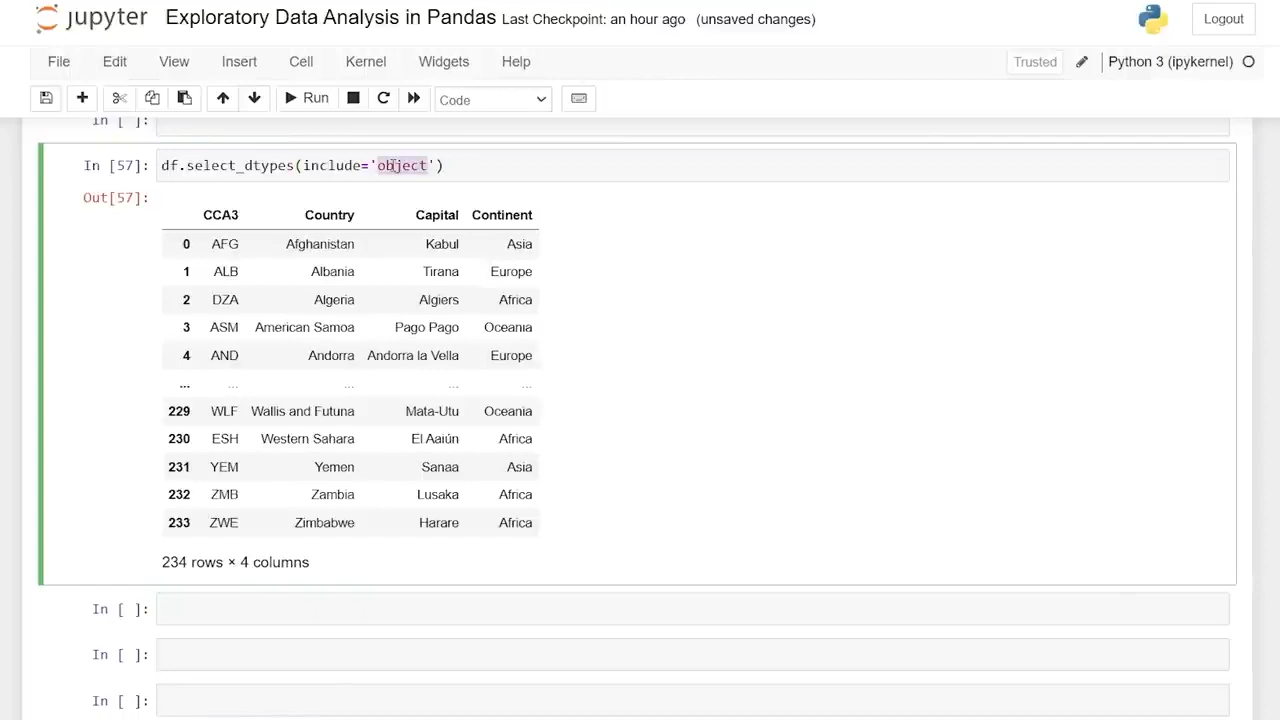 jupyter Exploratory Data Analysis in Pandas Last Checkpoint: an hour ago (unsaved changes) Logout
File Edit View Insert Cell Kernel Widgets Help Trusted Python 3 (ipykernel)
Run Code
In [ ]:
In [57]: df.select_dtypes(include='object')
Out[57]:
CCA3 Country Capital Continent
0 AFG Afghanistan Kabul Asia
1 ALB Albania Tirana Europe
2 DZA Algeria Algiers Africa
3 ASM American Samoa Pago Pago Oceania
4 AND Andorra Andorra la Vella Europe
... ... ... ... ...
229 WLF Wallis and Futuna Mata-Utu Oceania
230 ESH Western Sahara El Aaiún Africa
231 YEM Yemen Sanaa Asia
232 ZMB Zambia Lusaka Africa
233 ZWE Zimbabwe Harare Africa
234 rows × 4 columns
In [ ]:
In [ ]:
In [ ]: